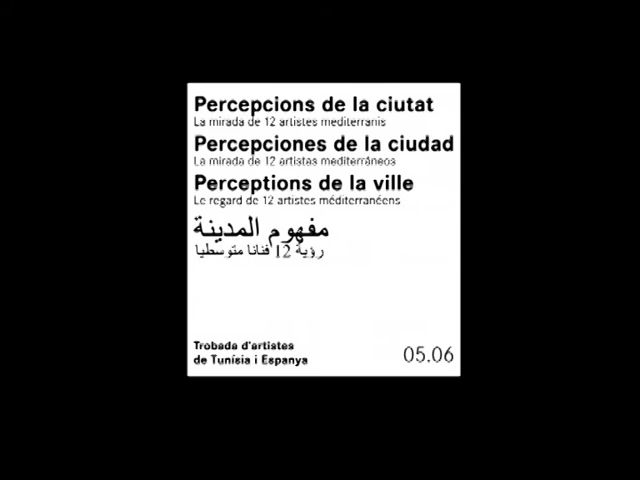 Percepcions de la ciutat
La mirada de 12 artistes mediterranis
Percepciones de la ciudad
La mirada de 12 artistas mediterráneos
Perceptions de la ville
Le regard de 12 artistes méditerranéens
مفهوم المدينة
رؤية 12 فنانا متوسطيا
Trobada d'artistes
de Tunísia i Espanya
05.06